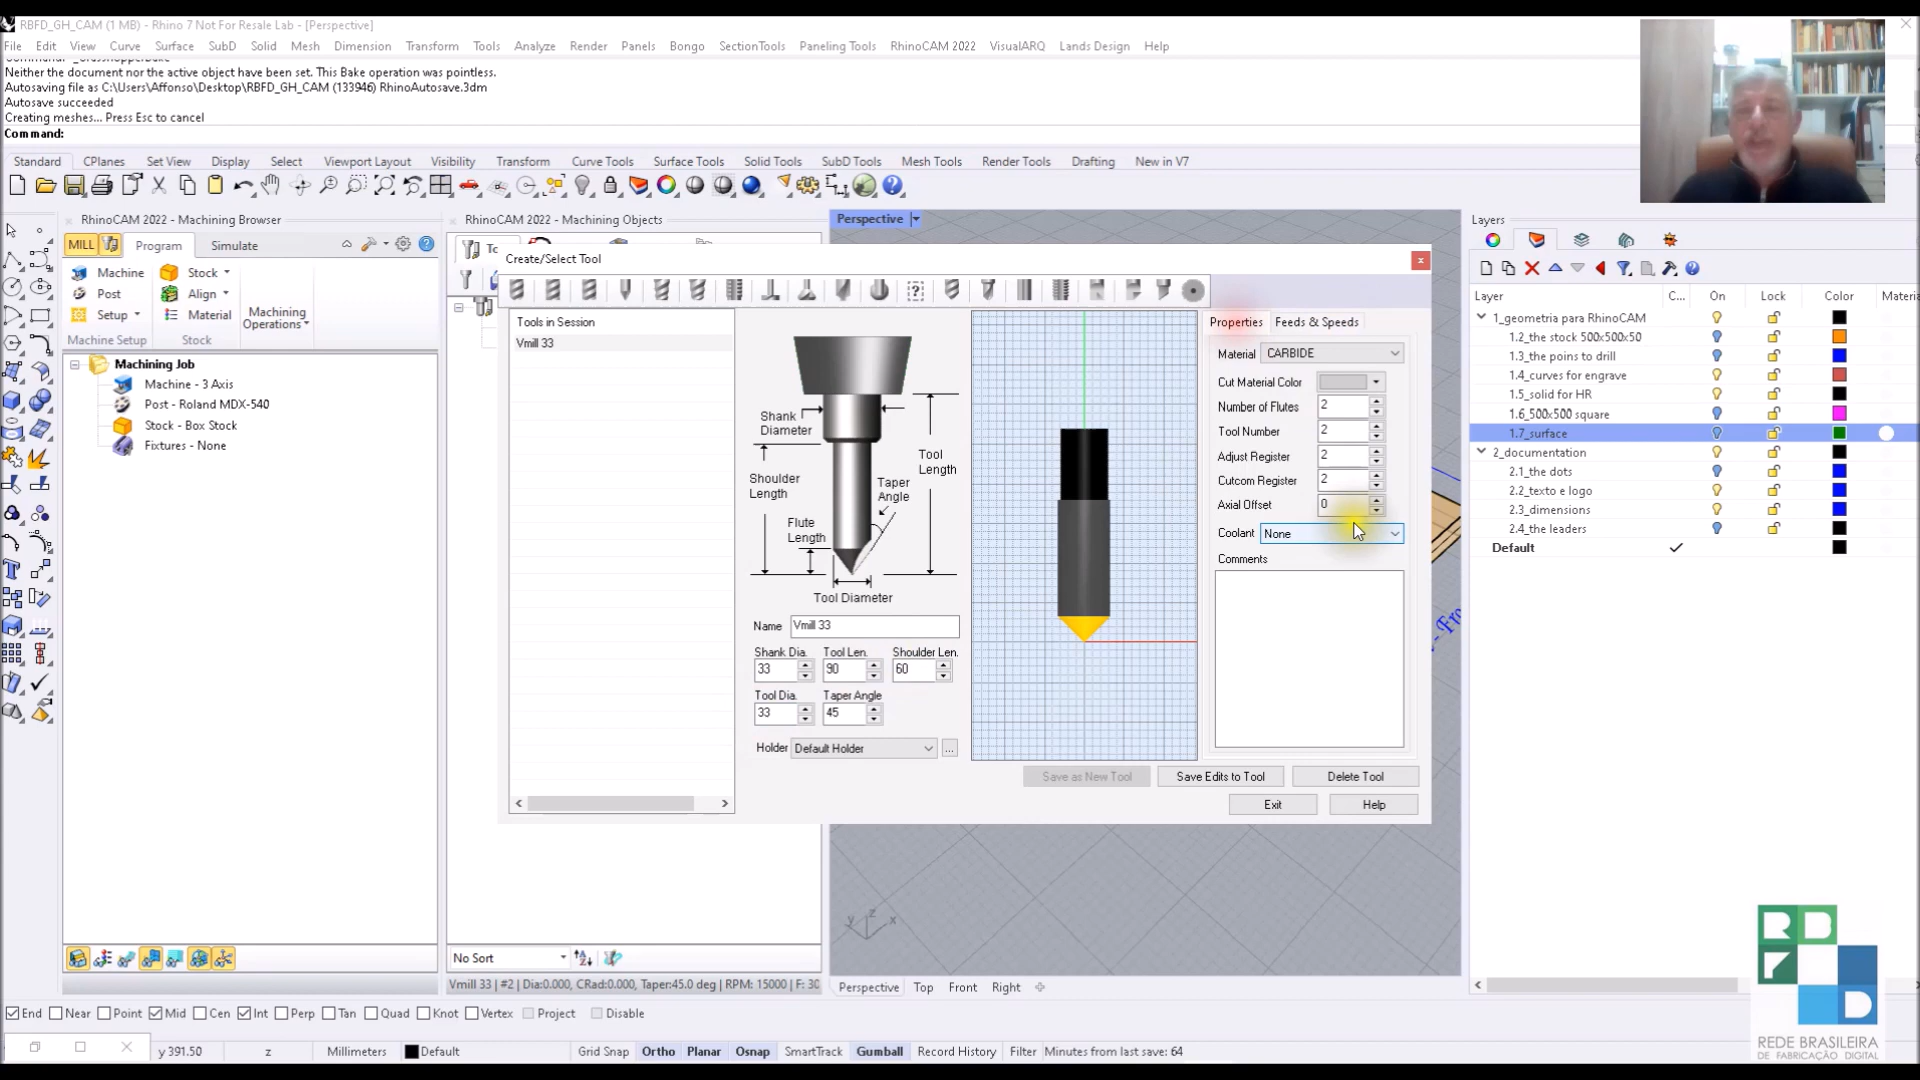 RBFD_GH_CAM (1 MB) - Rhino 7 Not For Resale Lab - [Perspective]
File Edit View Curve Surface SubD Solid Mesh Dimension Transform Tools Analyze Render Panels Bongo SectionTools Paneling Tools RhinoCAM 2022 VisualARQ Lands Design Help
Neither the document nor the active object have been set. This Bake operation was pointless.
Autosaving file as C:\Users\Affonso\Desktop\RBFD_GH_CAM (133946) RhinoAutosave.3dm
Autosave succeeded
Creating meshes... Press Esc to cancel
Command:
Standard CPlanes Set View Display Select Viewport Layout Visibility Transform Curve Tools Surface Tools Solid Tools SubD Tools Mesh Tools Render Tools Drafting New in V7
RhinoCAM 2022 - Machining Browser
MILL Program Simulate
Machine Stock
Post Align
Setup Material
Machining Operations
Machine Setup Stock
Machining Job
Machine - 3 Axis
Post - Roland MDX-540
Stock - Box Stock
Fixtures - None
RhinoCAM 2022 - Machining Objects
No Sort
Vmill 33 | #2 | Dia:0.000, CRad:0.000, Taper:45.0 deg | RPM: 15000 | F: 30
Perspective
Create/Select Tool
Tools in Session
Vmill 33
Shank Diameter
Shoulder Length
Flute Length
Taper Angle
Tool Length
Tool Diameter
Name Vmill 33
Shank Dia. Tool Len. Shoulder Len.
33 90 60
Tool Dia. Taper Angle
33 45
Holder Default Holder ...
Properties Feeds & Speeds
Material CARBIDE
Cut Material Color
Number of Flutes 2
Tool Number 2
Adjust Register 2
Cutcom Register 2
Axial Offset 0
Coolant None
Comments
Save as New Tool Save Edits to Tool Delete Tool
Exit Help
y z x
Perspective Top Front Right
Layers
Layer C... On Lock Color Materia
1_geometria para RhinoCAM
1.2_the stock 500x500x50
1.3_the poins to drill
1.4_curves for engrave
1.5_solid for HR
1.6_500x500 square
1.7_surface
2_documentation
2.1_the dots
2.2_texto e logo
2.3_dimensions
2.4_the leaders
Default
End Near Point Mid Cen Int Perp Tan Quad Knot Vertex Project Disable
y 391.50 z Millimeters Default Grid Snap Ortho Planar Osnap SmartTrack Gumball Record History Filter Minutes from last save: 64
RBFD
REDE BRASILEIRA
DE FABRICAÇÃO DIGITAL